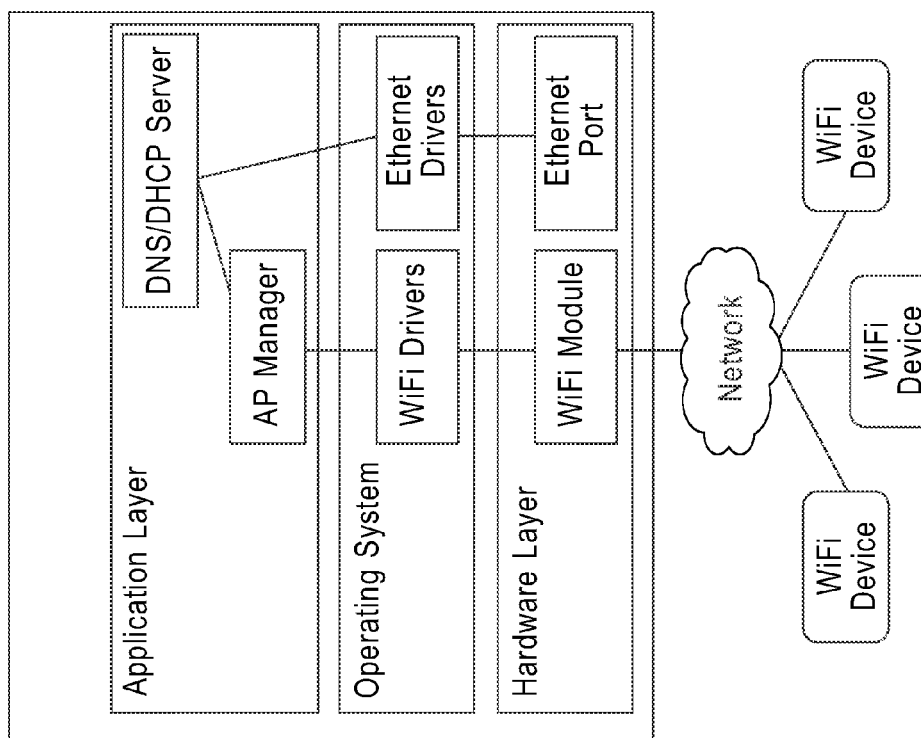 Application Layer
DNS/DHCP Server
AP Manager
Operating System
WiFi Drivers
Ethernet
Drivers
Hardware Layer
WiFi Module
Ethernet
Port
Network
WiFi
Device
WiFi
Device
WiFi
Device